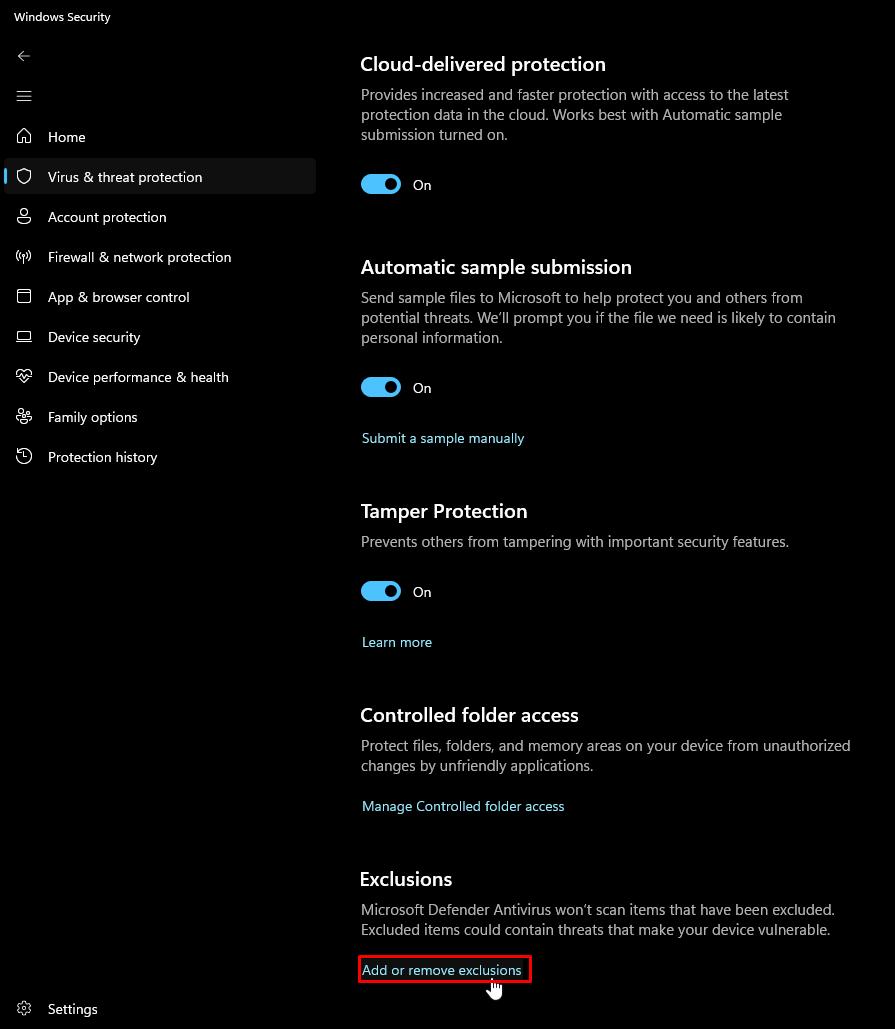 Windows Security
Home
Virus & threat protection
Account protection
Firewall & network protection
App & browser control
Device security
Device performance & health
Family options
Protection history
Settings
Cloud-delivered protection
Provides increased and faster protection with access to the latest
protection data in the cloud. Works best with Automatic sample
submission turned on.
On
Automatic sample submission
Send sample files to Microsoft to help protect you and others from
potential threats. We’ll prompt you if the file we need is likely to contain
personal information.
On
Submit a sample manually
Tamper Protection
Prevents others from tampering with important security features.
On
Learn more
Controlled folder access
Protect files, folders, and memory areas on your device from unauthorized
changes by unfriendly applications.
Manage Controlled folder access
Exclusions
Microsoft Defender Antivirus won’t scan items that have been excluded.
Excluded items could contain threats that make your device vulnerable.
Add or remove exclusions